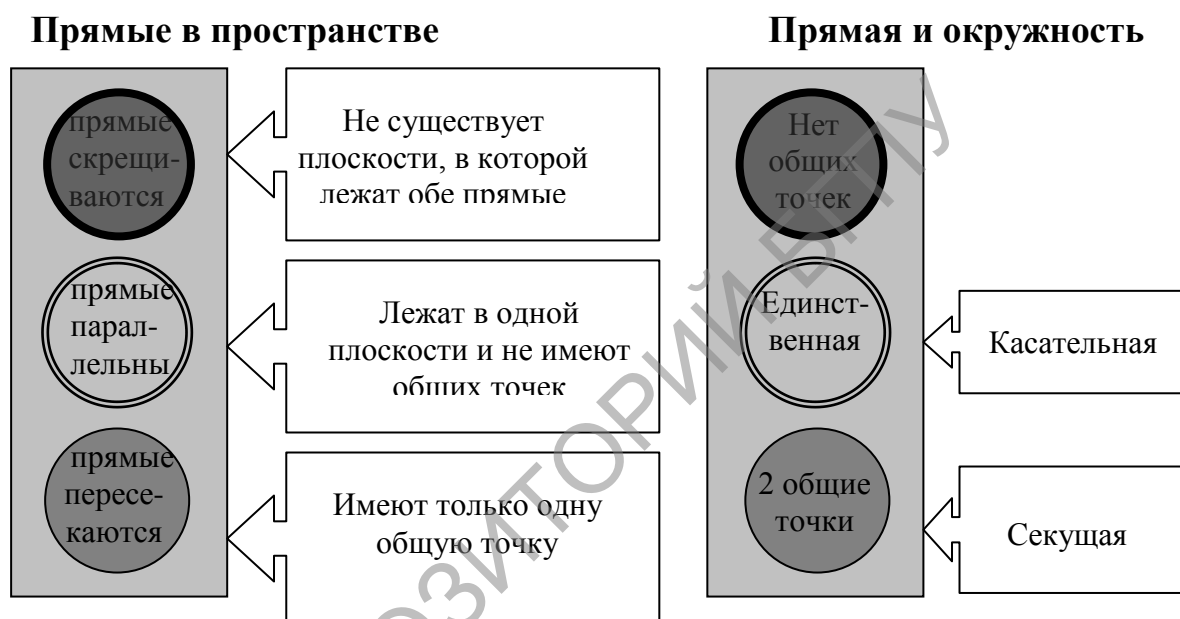 Прямые в пространстве
прямые
скрещи-
ваются
Не существует
плоскости, в которой
лежат обе прямые
прямые
парал-
лельны
Лежат в одной
плоскости и не имеют
общих точек
прямые
пересе-
каются
Имеют только одну
общую точку
Прямая и окружность
Нет
общих
точек
Единст-
венная
Касательная
2 общие
точки
Секущая
ОЗИТОРИЙ БГПУ